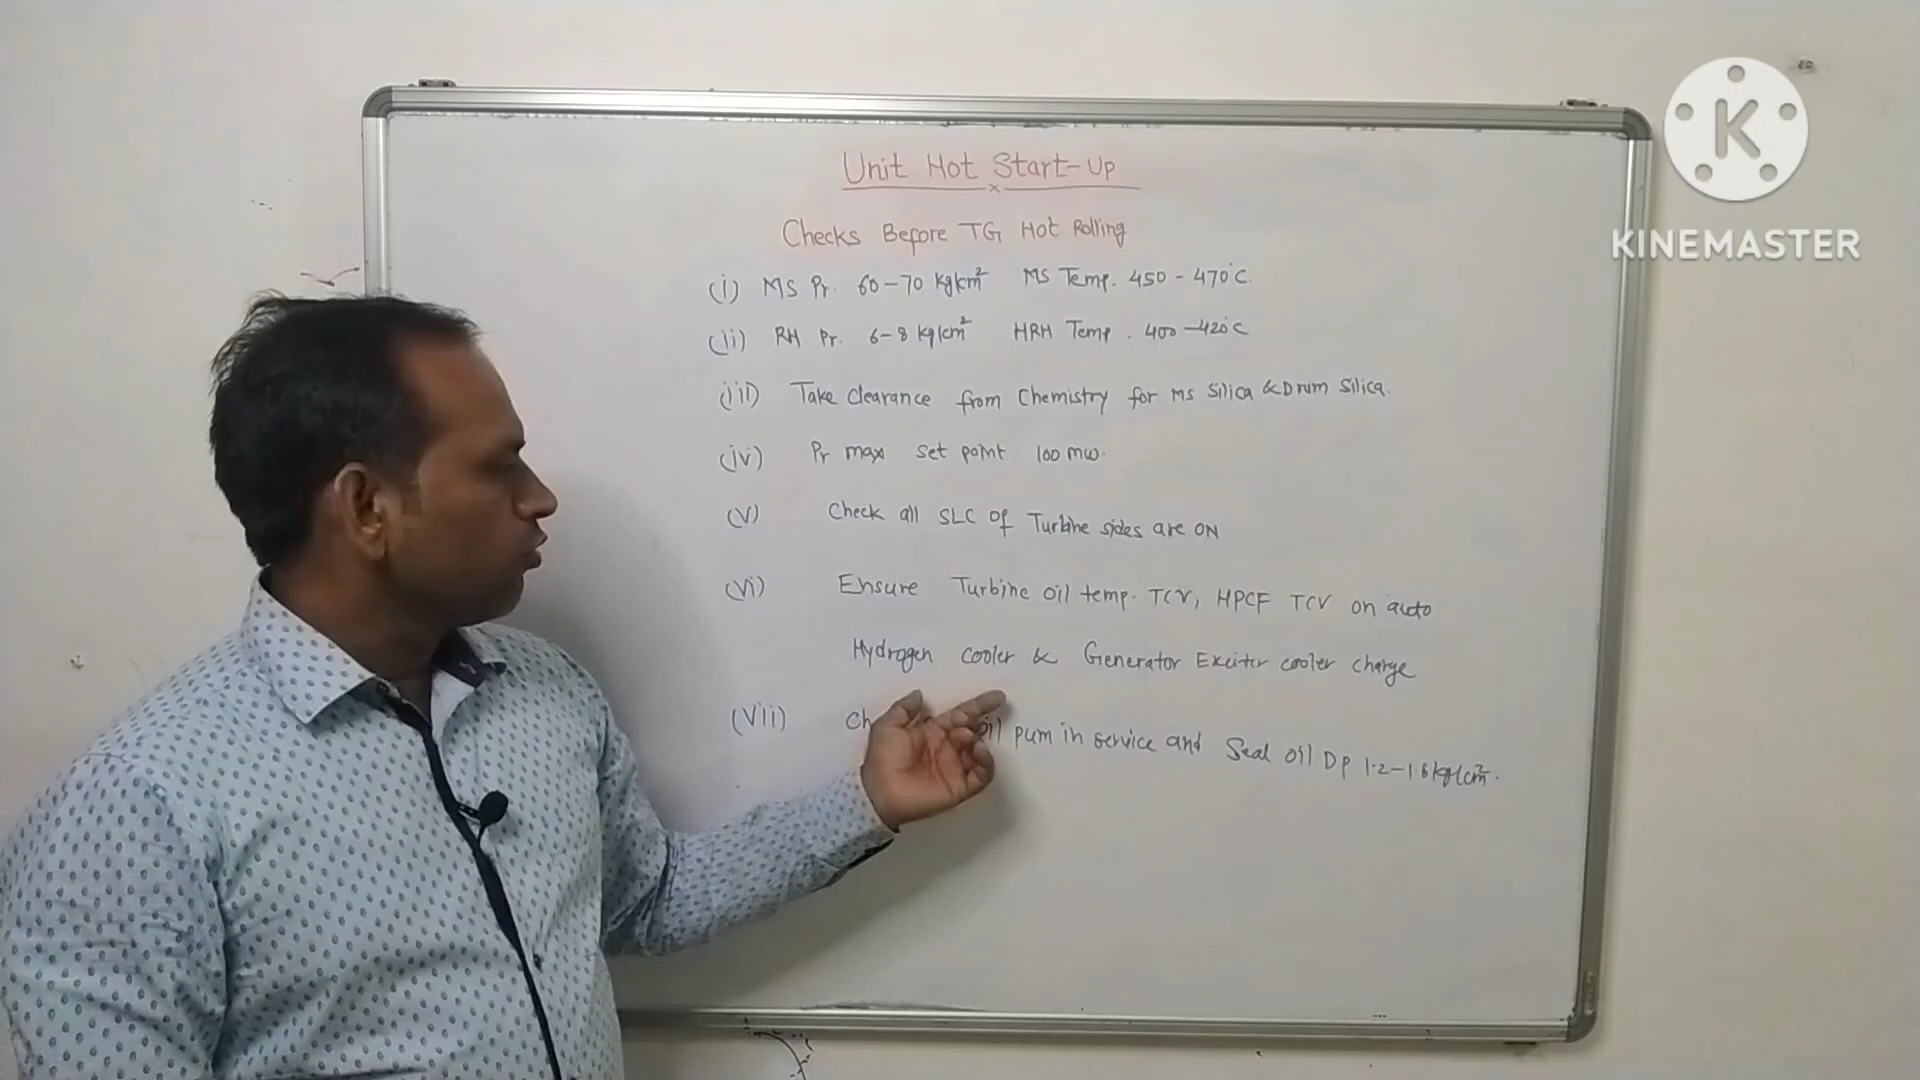 Unit Hot Start-Up
Checks Before TG Hot Rolling
(i) MS Pr. 60-70 Kg/cm² MS Temp. 450 - 470°C.
(ii) RH Pr. 6-8 kg/cm² HRH Temp. 400-420°C
(iii) Take clearance from Chemistry for MS Silica & Drum Silica.
(iv) Pr max set point 100 mw.
(v) Check all SLC Of Turbine sides are ON
(vi) Ensure Turbine oil temp. TCV, HPCF TCV on auto
Hydrogen cooler & Generator Exciter cooler charge
(vii) Ch oil pum in service and Seal oil Dp 1.2-1.6 kg/cm².
K
KINEMASTER